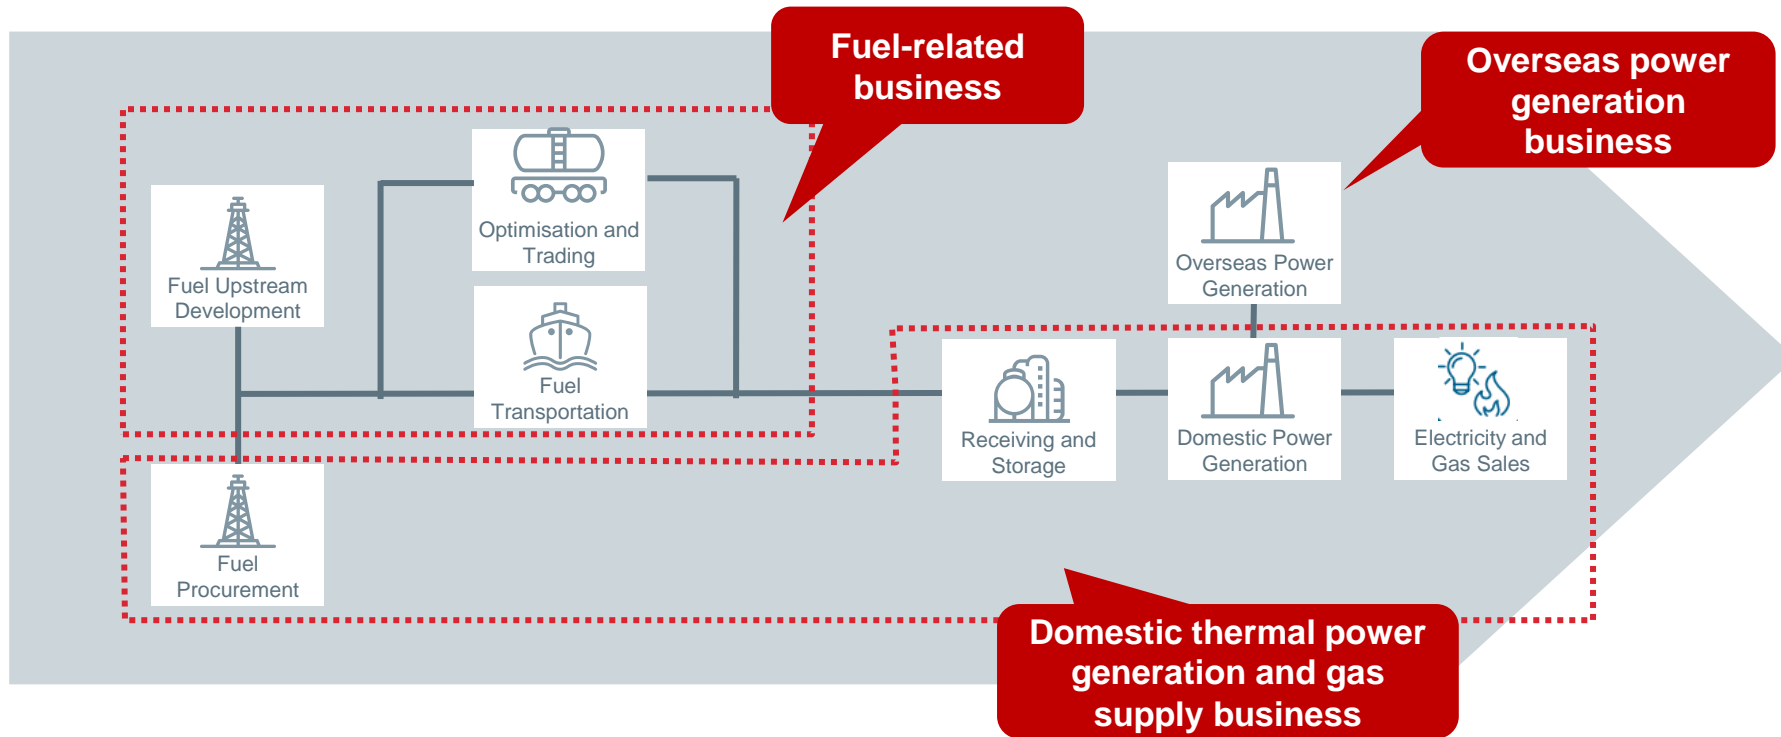 Fuel-related
business
Overseas power
generation
business
Optimisation and
Trading
Fuel Upstream
Development
Fuel
Transportation
Overseas Power
Generation
Receiving and
Storage
Domestic Power
Generation
Electricity and
Gas Sales
Fuel
Procurement
Domestic thermal power
generation and gas
supply business